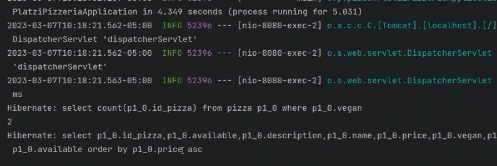 PlatziPizzeriaApplication in 4.349 seconds (process running for 5.031)
2023-03-07T10:18:21.562-05:00  INFO 52396 --- [nio-8080-exec-2] o.a.c.c.C.[Tomcat].[localhost].[/]
DispatcherServlet 'dispatcherServlet'
2023-03-07T10:18:21.563-05:00  INFO 52396 --- [nio-8080-exec-2] o.s.web.servlet.DispatcherServlet
'dispatcherServlet'
2023-03-07T10:18:21.563-05:00  INFO 52396 --- [nio-8080-exec-2] o.s.web.servlet.DispatcherServlet
ms
Hibernate: select count(p1_0.id_pizza) from pizza p1_0 where p1_0.vegan
2
Hibernate: select p1_0.id_pizza,p1_0.available,p1_0.description,p1_0.name,p1_0.price,p1_0.vegan,p1
p1_0.available order by p1_0.price asc